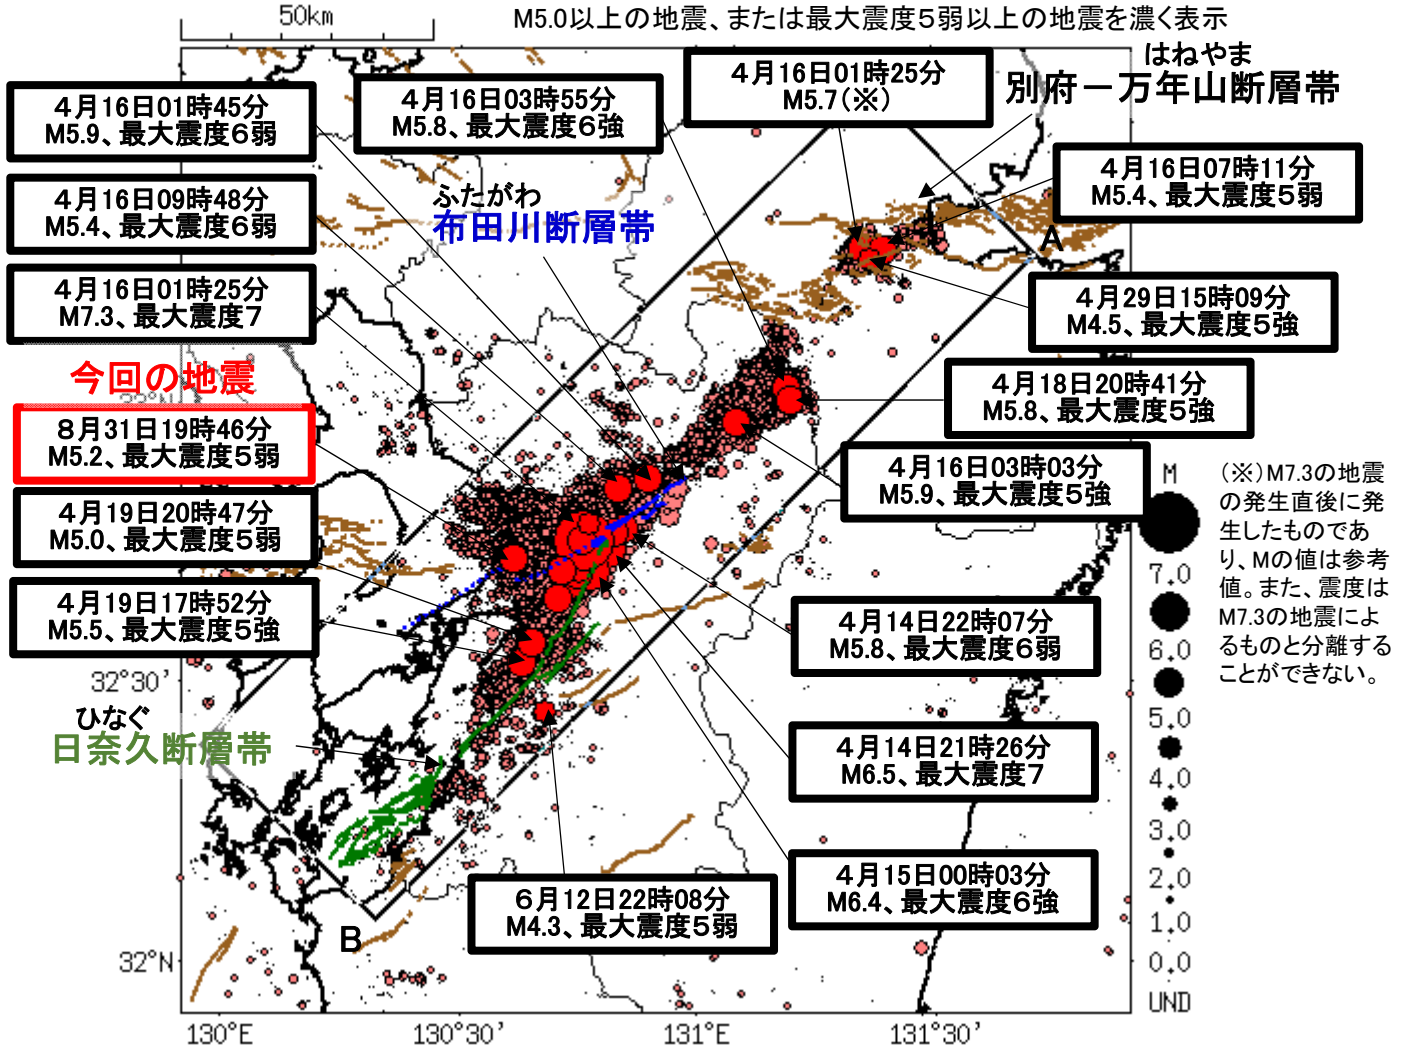 50km
M5.0以上の地震、または最大震度５弱以上の地震を濃く表示
はねやま
別府－万年山断層帯
４月16日01時45分
M5.9、最大震度６弱
４月16日03時55分
M5.8、最大震度６強
４月16日01時25分
M5.7(※)
４月16日07時11分
M5.4、最大震度５弱
４月16日09時48分
M5.4、最大震度６弱
ふたがわ
布田川断層帯
A
４月16日01時25分
M7.3、最大震度７
４月29日15時09分
M4.5、最大震度５強
今回の地震
８月31日19時46分
M5.2、最大震度５弱
４月18日20時41分
M5.8、最大震度５強
４月16日03時03分
M5.9、最大震度５強
４月19日20時47分
M5.0、最大震度５弱
４月19日17時52分
M5.5、最大震度５強
４月14日22時07分
M5.8、最大震度６弱
32°30'
ひなぐ
日奈久断層帯
４月14日21時26分
M6.5、最大震度７
４月15日00時03分
M6.4、最大震度６強
６月12日22時08分
M4.3、最大震度５弱
B
32°N
130°E
130°30'
131°E
131°30'
M
7.0
6.0
5.0
4.0
3.0
2.0
1.0
0.0
UND
(※)M7.3の地震
の発生直後に発
生したものであ
り、Mの値は参考
値。また、震度は
M7.3の地震によ
るものと分離する
ことができない。